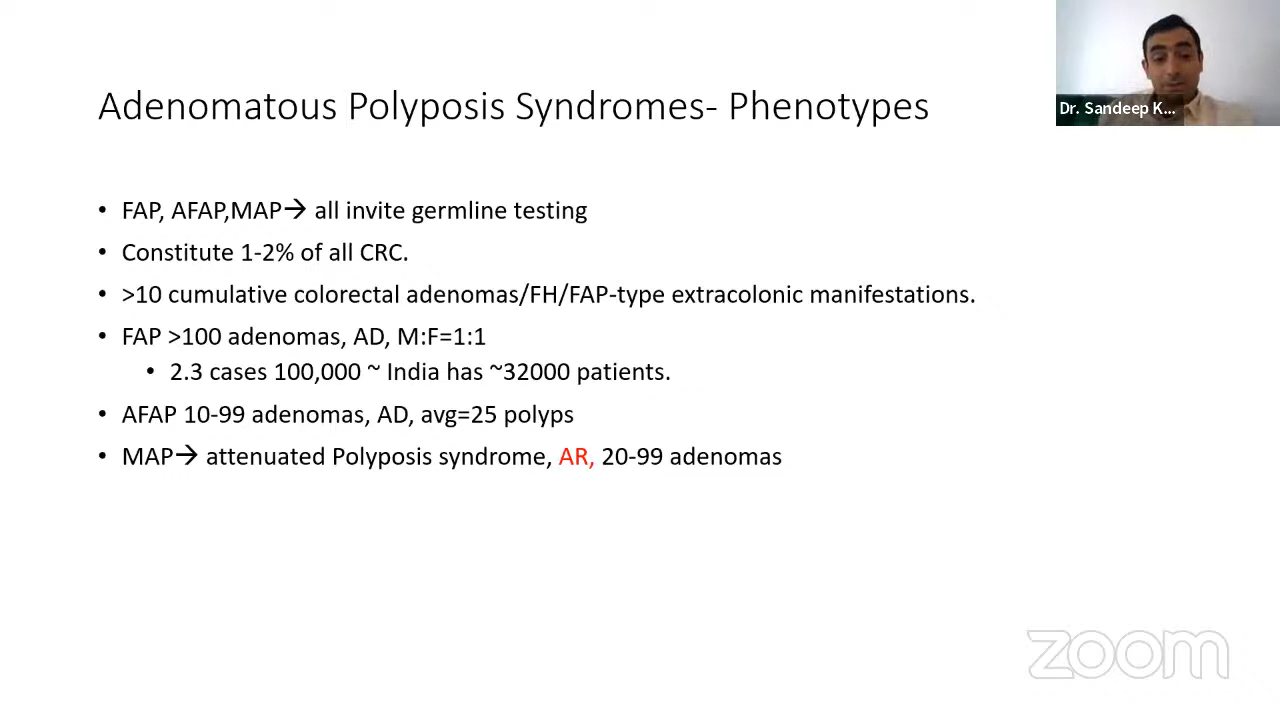 Adenomatous Polyposis Syndromes- Phenotypes
Dr. Sandeep K...
• FAP, AFAP,MAP→ all invite germline testing
• Constitute 1-2% of all CRC.
• >10 cumulative colorectal adenomas/FH/FAP-type extracolonic manifestations.
• FAP >100 adenomas, AD, M:F=1:1
• 2.3 cases 100,000 ~ India has ~32000 patients.
• AFAP 10-99 adenomas, AD, avg=25 polyps
• MAP→ attenuated Polyposis syndrome, AR, 20-99 adenomas
zoom